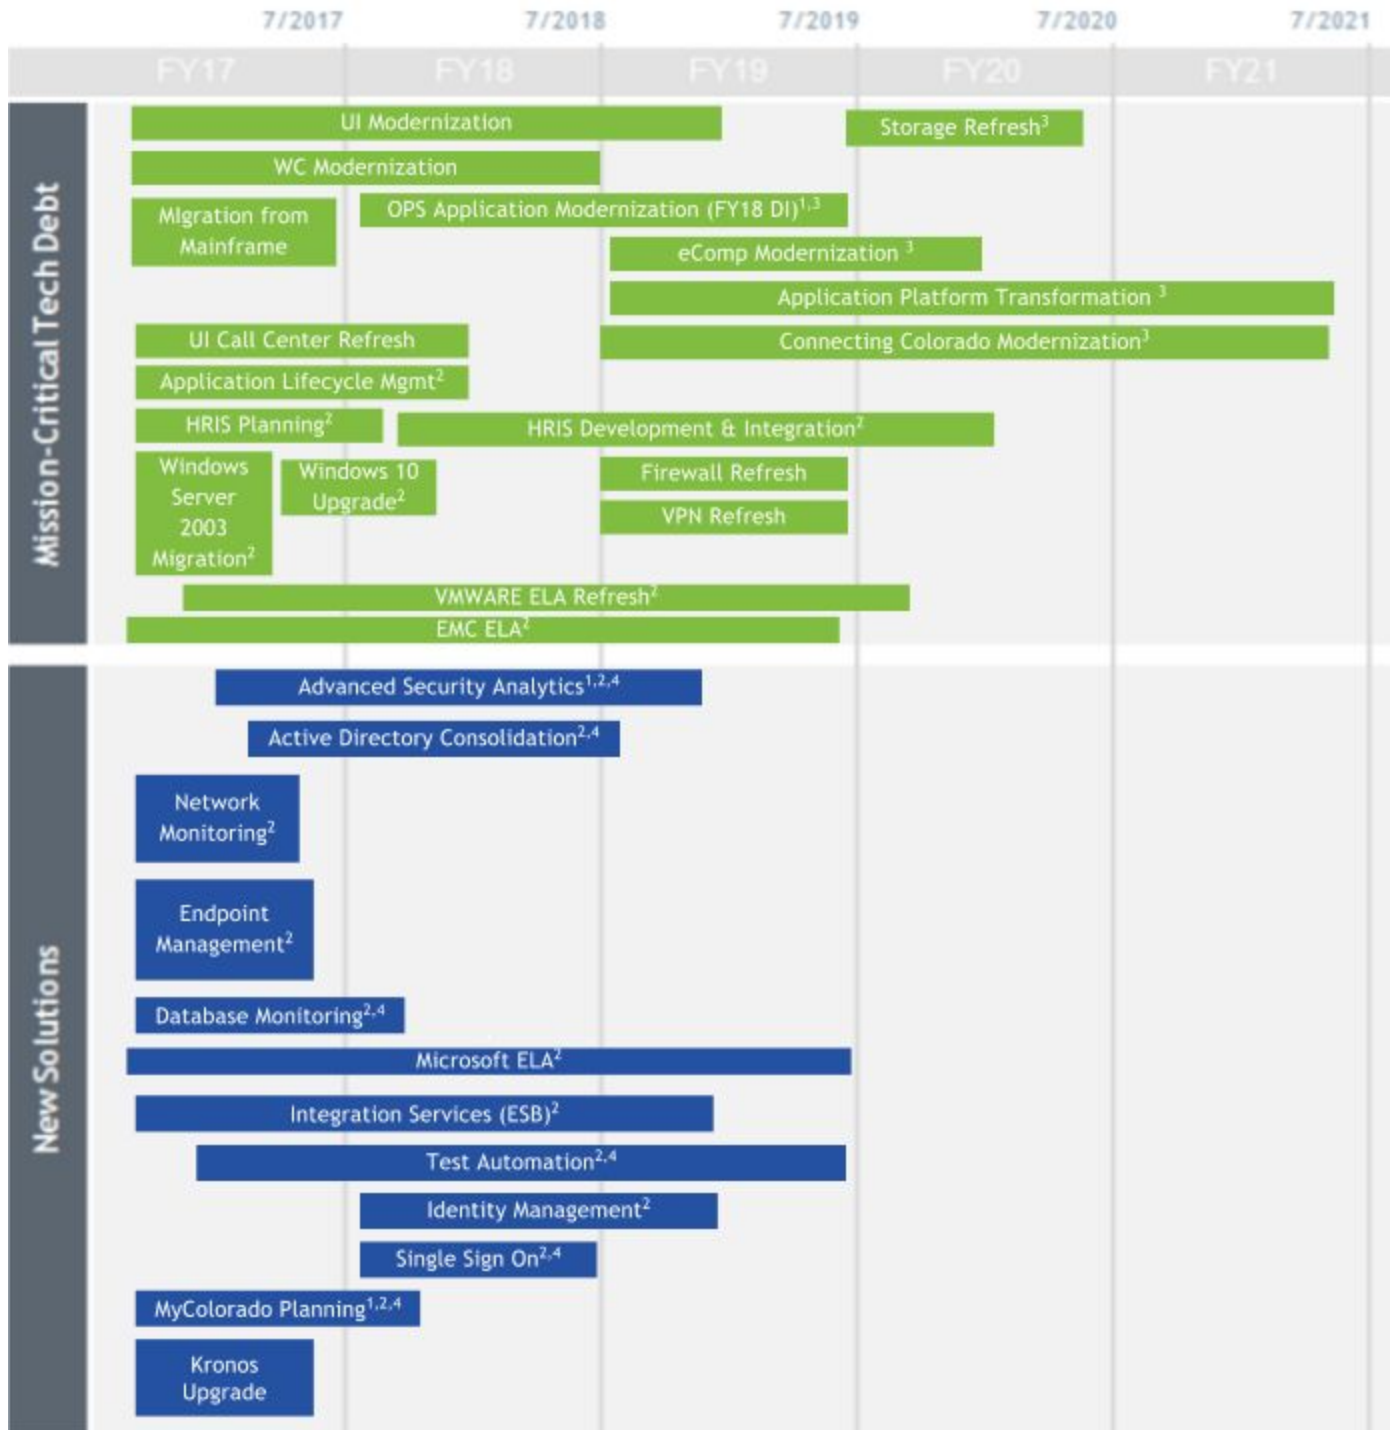 7/2017 7/2018 7/2019 7/2020 7/2021
FY17 FY18 FY19 FY20 FY21
Mission-Critical Tech Debt
UI Modernization
Storage Refresh³
WC Modernization
MIgration from
Mainframe
OPS Application Modernization (FY18 DI)¹,³
eComp Modernization ³
Application Platform Transformation ³
UI Call Center Refresh
Connecting Colorado Modernization³
Application Lifecycle Mgmt²
HRIS Planning²
HRIS Development & Integration²
Windows
Server
2003
Migration²
Windows 10
Upgrade²
Firewall Refresh
VPN Refresh
VMWARE ELA Refresh²
EMC ELA²
New Solutions
Advanced Security Analytics¹,²,⁴
Active Directory Consolidation²,⁴
Network
Monitoring²
Endpoint
Management²
Database Monitoring²,⁴
Microsoft ELA²
Integration Services (ESB)²
Test Automation²,⁴
Identity Management²
Single Sign On²,⁴
MyColorado Planning¹,²,⁴
Kronos
Upgrade